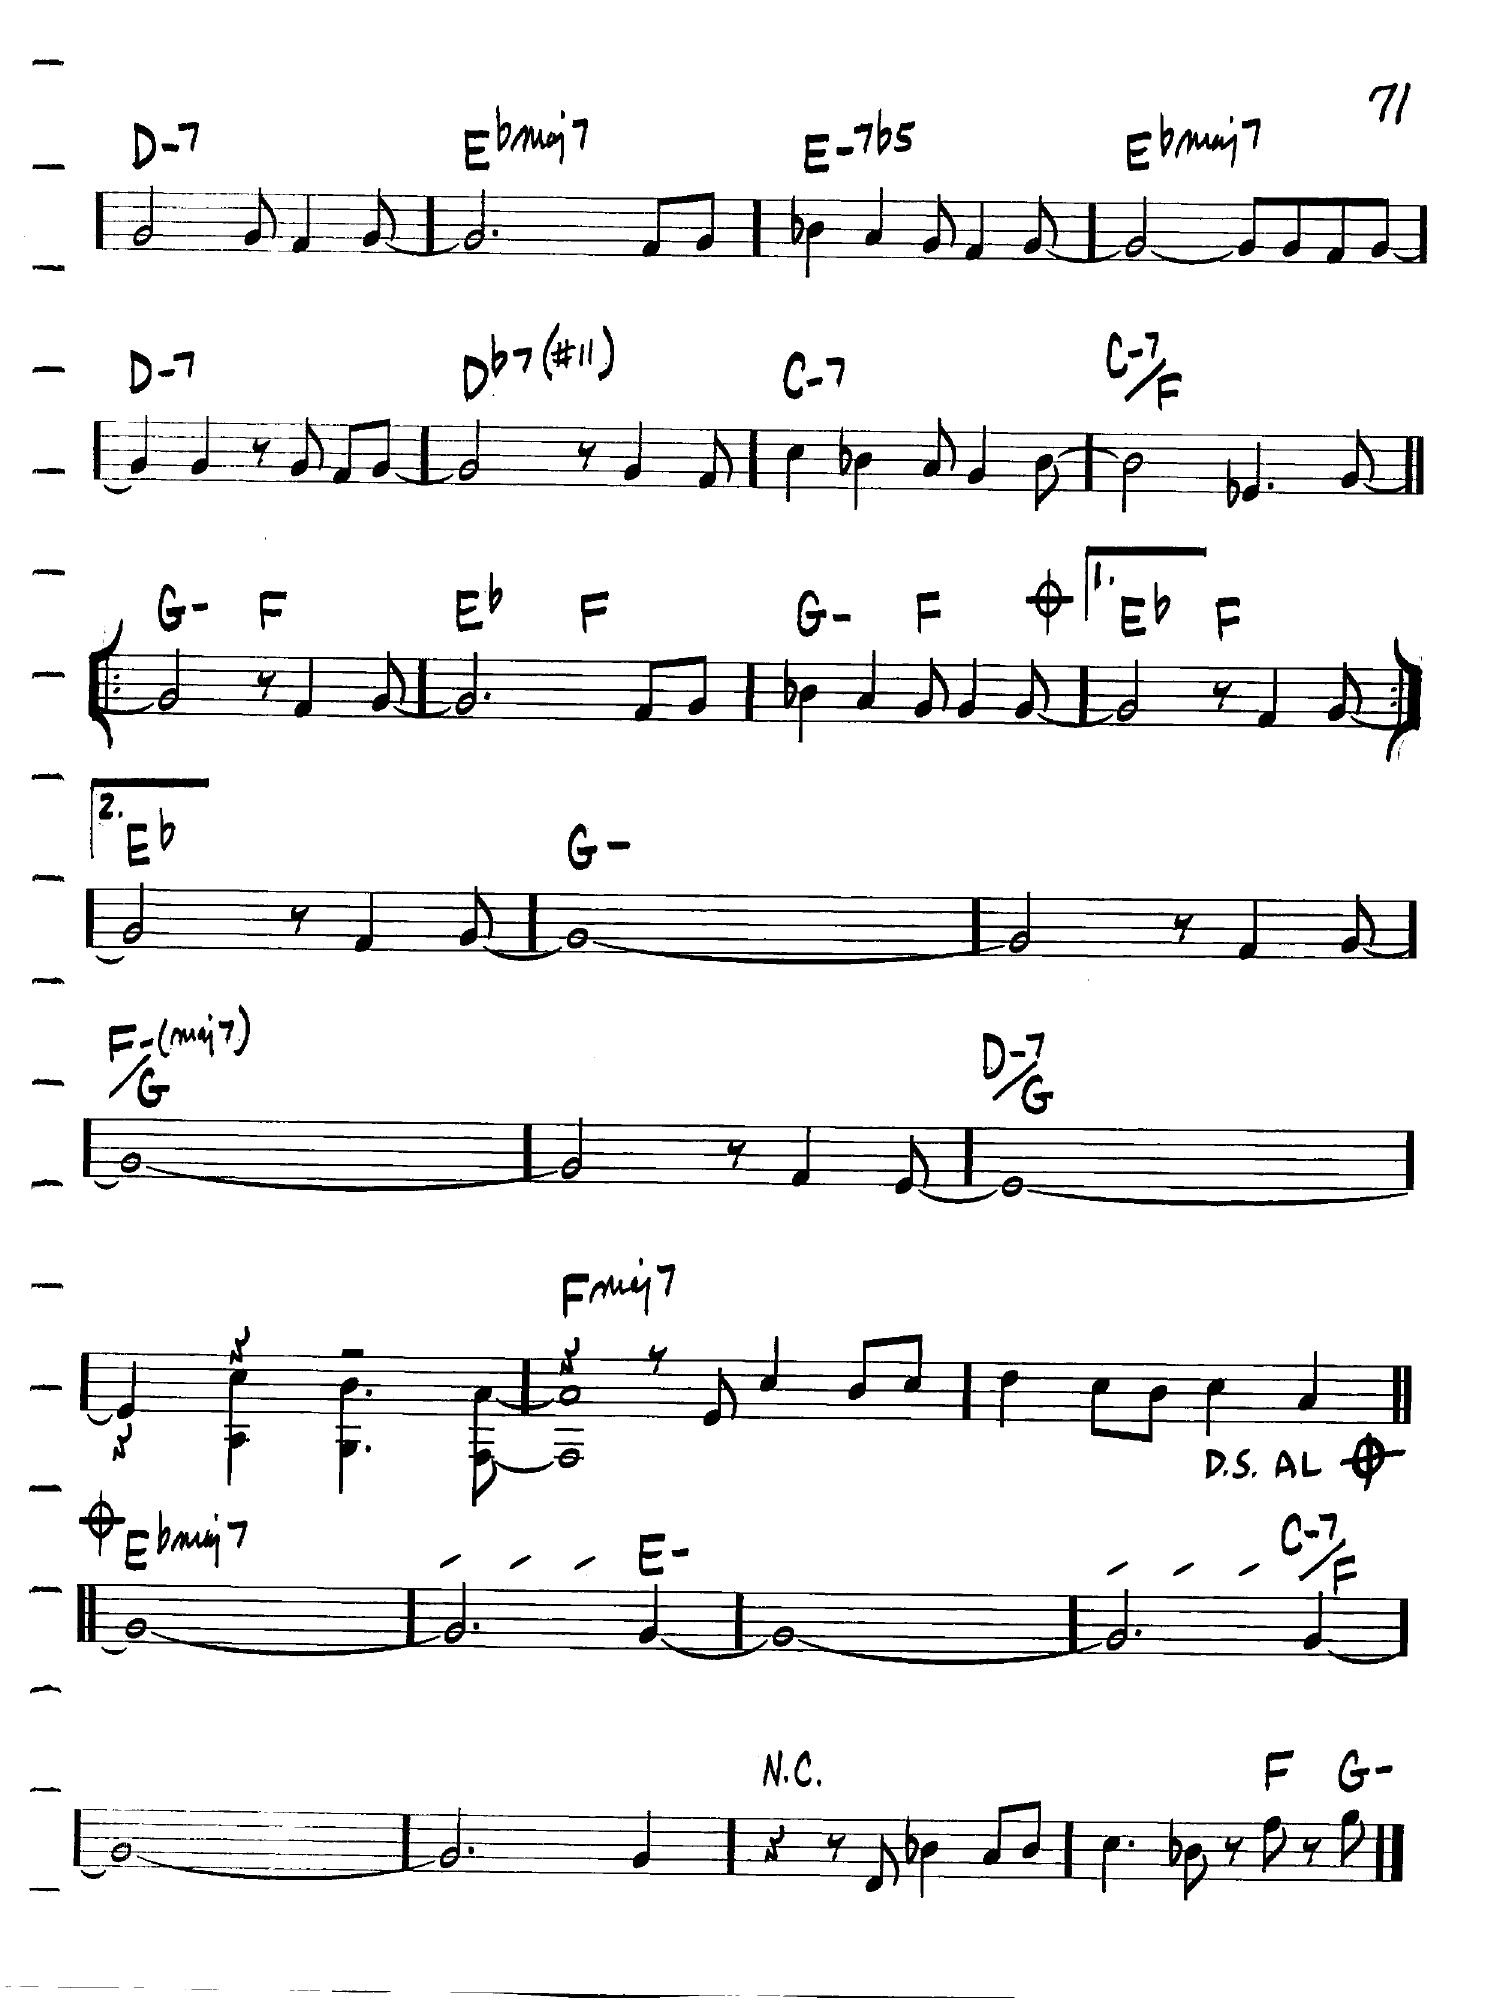 71
D-7 Ebmaj7 E-7b5 Ebmaj7
D-7 Db7(#11) C-7 C-7/F
G- F Eb F G- F 1. Eb F
2. Eb G-
F-(maj7)/G D-7/G
Fmaj7
D.S. AL
Ebmaj7 E- C-7/F
N.C. F G-